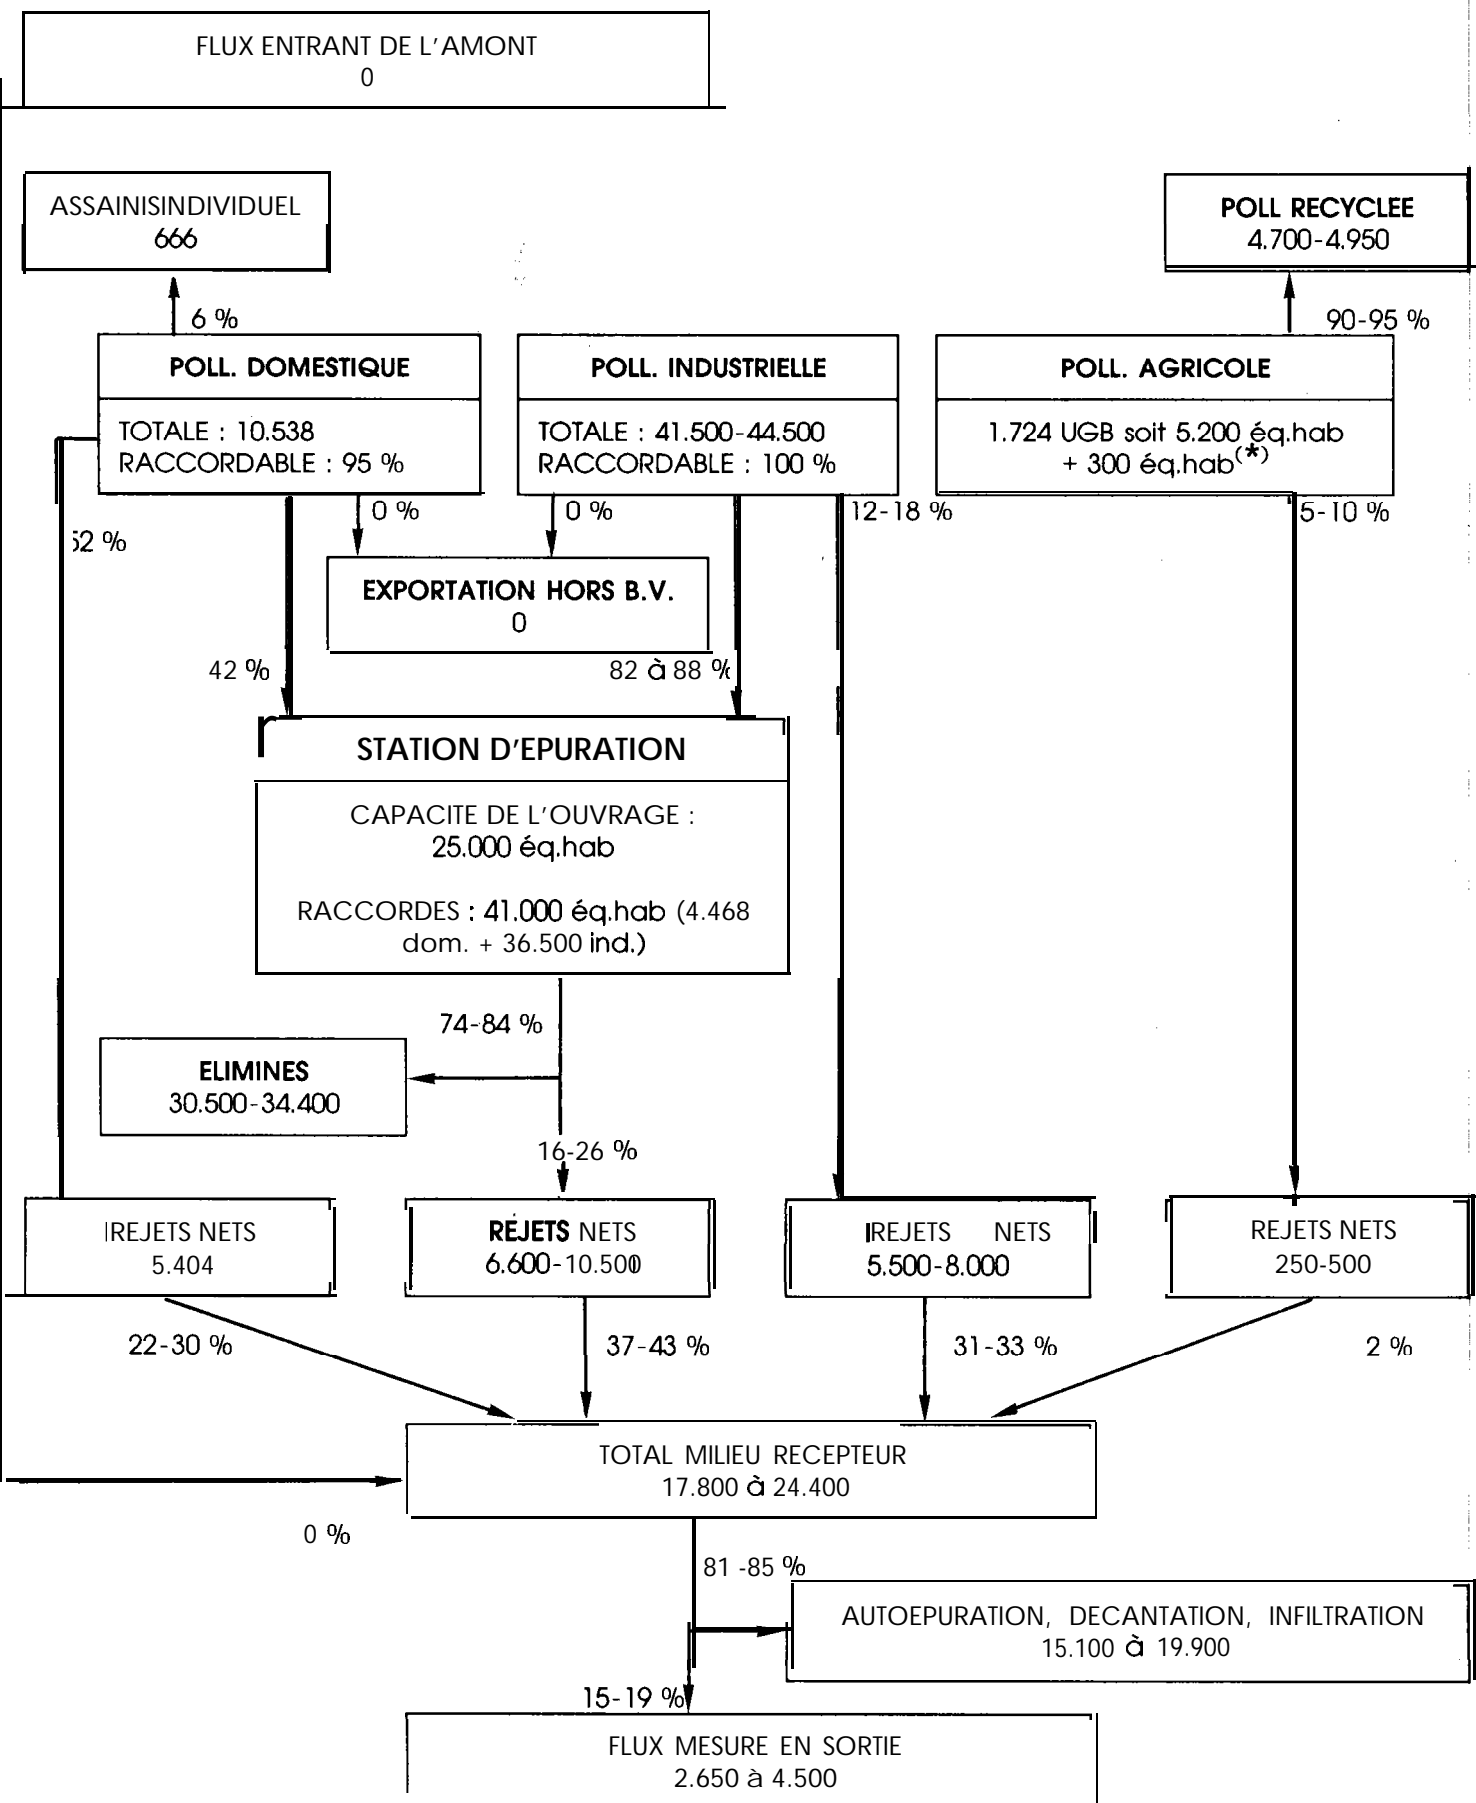 FLUX ENTRANT DE L'AMONT
0
ASSAINISINDIVIDUEL
666
POLL RECYCLEE
4.700-4.950
6 %
90-95 %
POLL. DOMESTIQUE
TOTALE : 10.538
RACCORDABLE : 95 %
POLL. INDUSTRIELLE
TOTALE : 41.500-44.500
RACCORDABLE : 100 %
POLL. AGRICOLE
1.724 UGB soit 5.200 éq.hab
+ 300 éq.hab(*)
52 %
0 %
0 %
12-18 %
5-10 %
EXPORTATION HORS B.V.
0
42 %
82 à 88 %
STATION D'EPURATION
CAPACITE DE L'OUVRAGE :
25.000 éq.hab
RACCORDES : 41.000 éq.hab (4.468
dom. + 36.500 ind.)
74-84 %
ELIMINES
30.500-34.400
16-26 %
REJETS NETS
5.404
REJETS NETS
6.600-10.500
REJETS NETS
5.500-8.000
REJETS NETS
250-500
22-30 %
37-43 %
31-33 %
2 %
TOTAL MILIEU RECEPTEUR
17.800 à 24.400
0 %
81 -85 %
AUTOEPURATION, DECANTATION, INFILTRATION
15.100 à 19.900
15-19 %
FLUX MESURE EN SORTIE
2.650 à 4.500